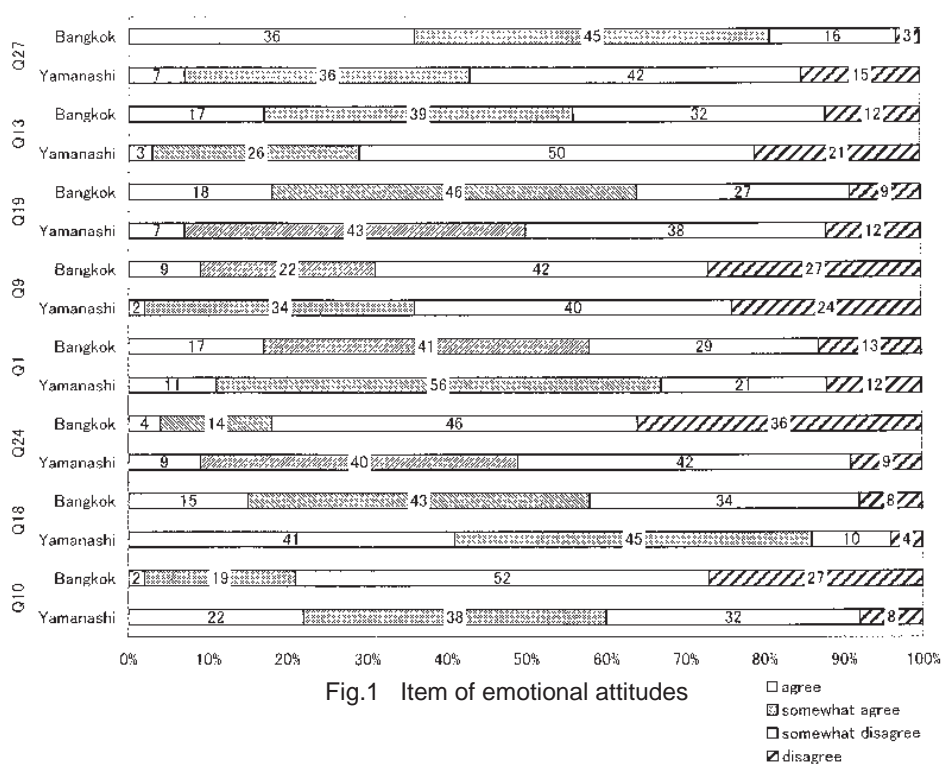 Q27
Bangkok 36 45 16 3
Yamanashi 7 36 42 15
Q13
Bangkok 17 39 32 12
Yamanashi 3 26 50 21
Q19
Bangkok 18 46 27 9
Yamanashi 7 43 38 12
Q9
Bangkok 9 22 42 27
Yamanashi 2 34 40 24
Q1
Bangkok 17 41 29 13
Yamanashi 11 56 21 12
Q24
Bangkok 4 14 46 36
Yamanashi 9 40 42 9
Q18
Bangkok 15 43 34 8
Yamanashi 41 45 10 4
Q10
Bangkok 2 19 52 27
Yamanashi 22 38 32 8
0% 10% 20% 30% 40% 50% 60% 70% 80% 90% 100%
Fig.1 Item of emotional attitudes
agree
somewhat agree
somewhat disagree
disagree